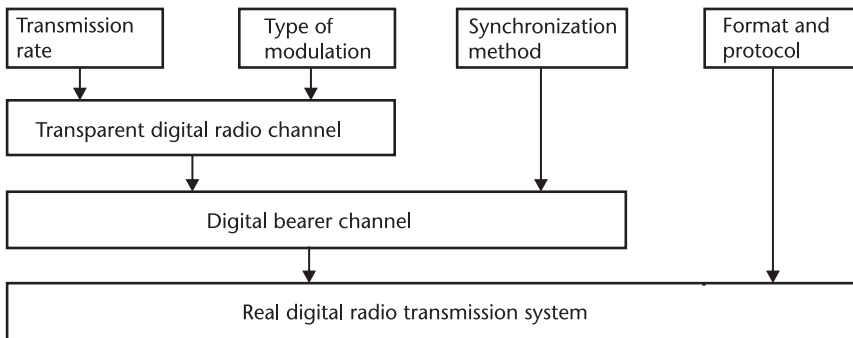 Transmission
rate
Type of
modulation
Synchronization
method
Format and
protocol
Transparent digital radio channel
Digital bearer channel
Real digital radio transmission system